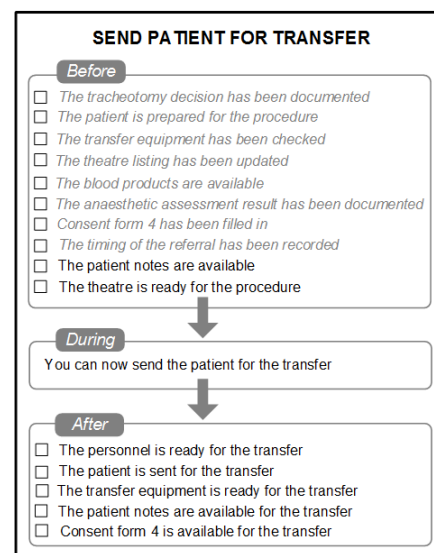 SEND PATIENT FOR TRANSFER
Before
The tracheotomy decision has been documented
The patient is prepared for the procedure
The transfer equipment has been checked
The theatre listing has been updated
The blood products are available
The anaesthetic assessment result has been documented
Consent form 4 has been filled in
The timing of the referral has been recorded
The patient notes are available
The theatre is ready for the procedure
During
You can now send the patient for the transfer
After
The personnel is ready for the transfer
The patient is sent for the transfer
The transfer equipment is ready for the transfer
The patient notes are available for the transfer
Consent form 4 is available for the transfer